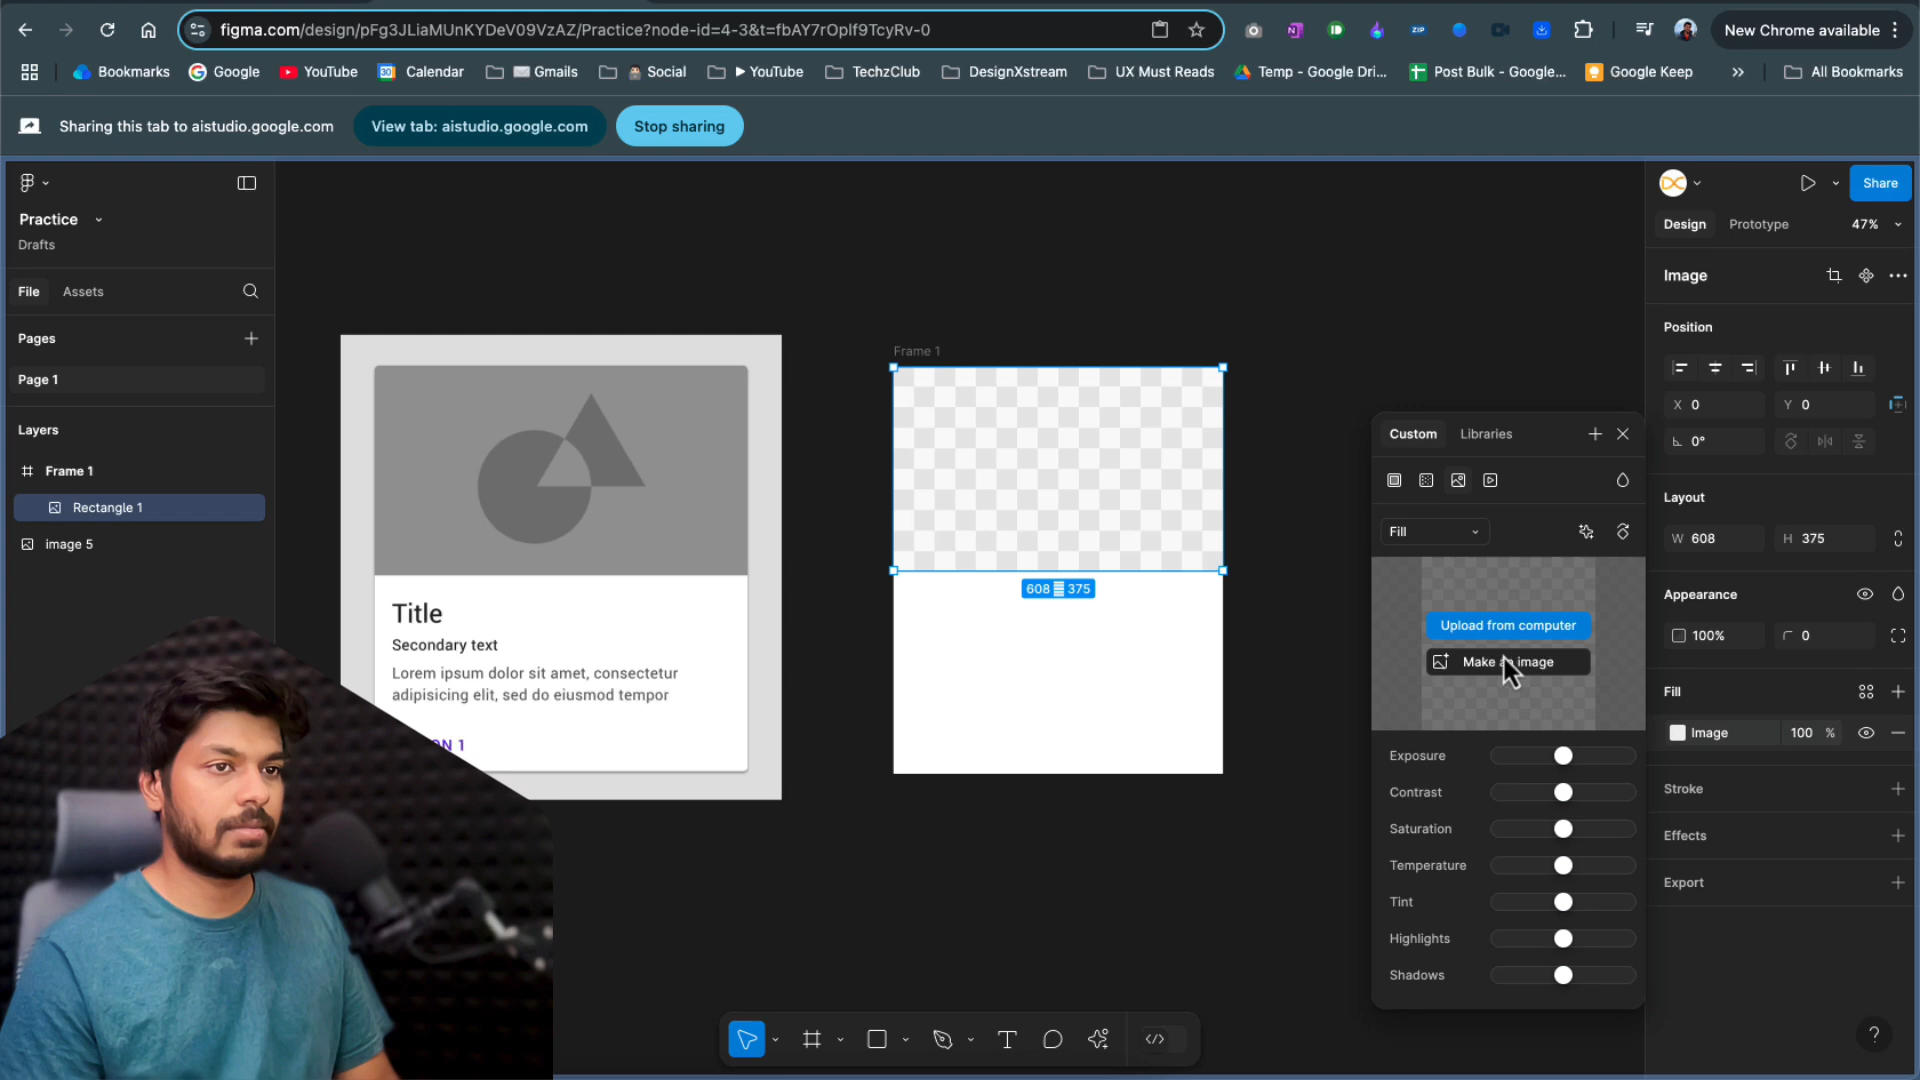 figma.com/design/pFg3JLiaMUnKYDeV09VzAZ/Practice?node-id=4-3&t=fbAY7rOplf9TcyRv-0
ZIP
New Chrome available
Bookmarks
Google
YouTube
30
Calendar
Gmails
Social
YouTube
TechzClub
DesignXstream
UX Must Reads
Temp - Google Dri...
Post Bulk - Google...
Google Keep
All Bookmarks
Sharing this tab to aistudio.google.com
View tab: aistudio.google.com
Stop sharing
Practice
Drafts
File
Assets
Pages
Page 1
Layers
Frame 1
Rectangle 1
image 5
Title
Secondary text
Lorem ipsum dolor sit amet, consectetur
adipisicing elit, sed do eiusmod tempor
ON 1
Frame 1
608 375
Custom
Libraries
Fill
Upload from computer
Make an image
Exposure
Contrast
Saturation
Temperature
Tint
Highlights
Shadows
Share
Design
Prototype
47%
Image
Position
X 0
Y 0
0°
Layout
W 608
H 375
Appearance
100%
0
Fill
Image
100 %
Stroke
Effects
Export
?